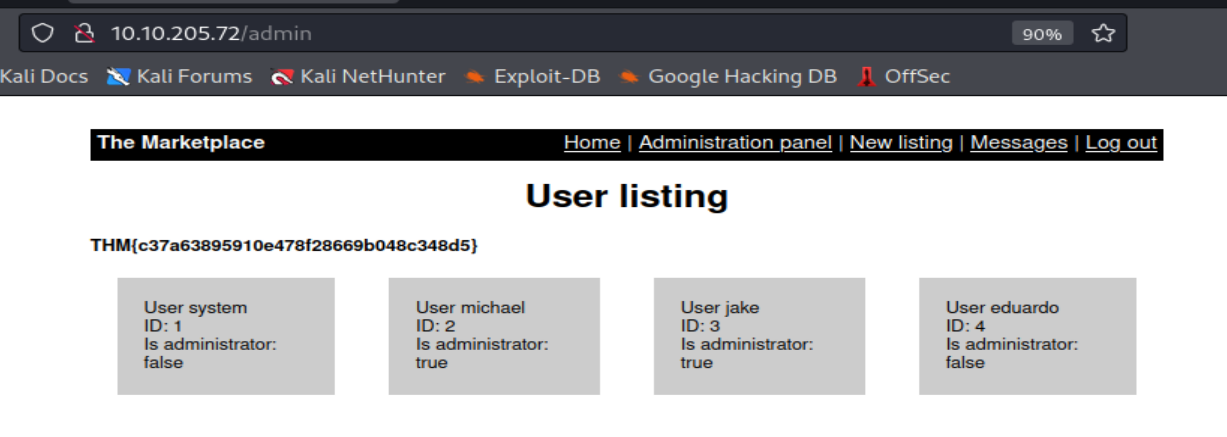 10.10.205.72/admin 90%
Kali Docs Kali Forums Kali NetHunter Exploit-DB Google Hacking DB OffSec
The Marketplace Home | Administration panel | New listing | Messages | Log out
User listing
THM{c37a63895910e478f28669b048c348d5}
User system
ID: 1
Is administrator:
false
User michael
ID: 2
Is administrator:
true
User jake
ID: 3
Is administrator:
true
User eduardo
ID: 4
Is administrator:
false